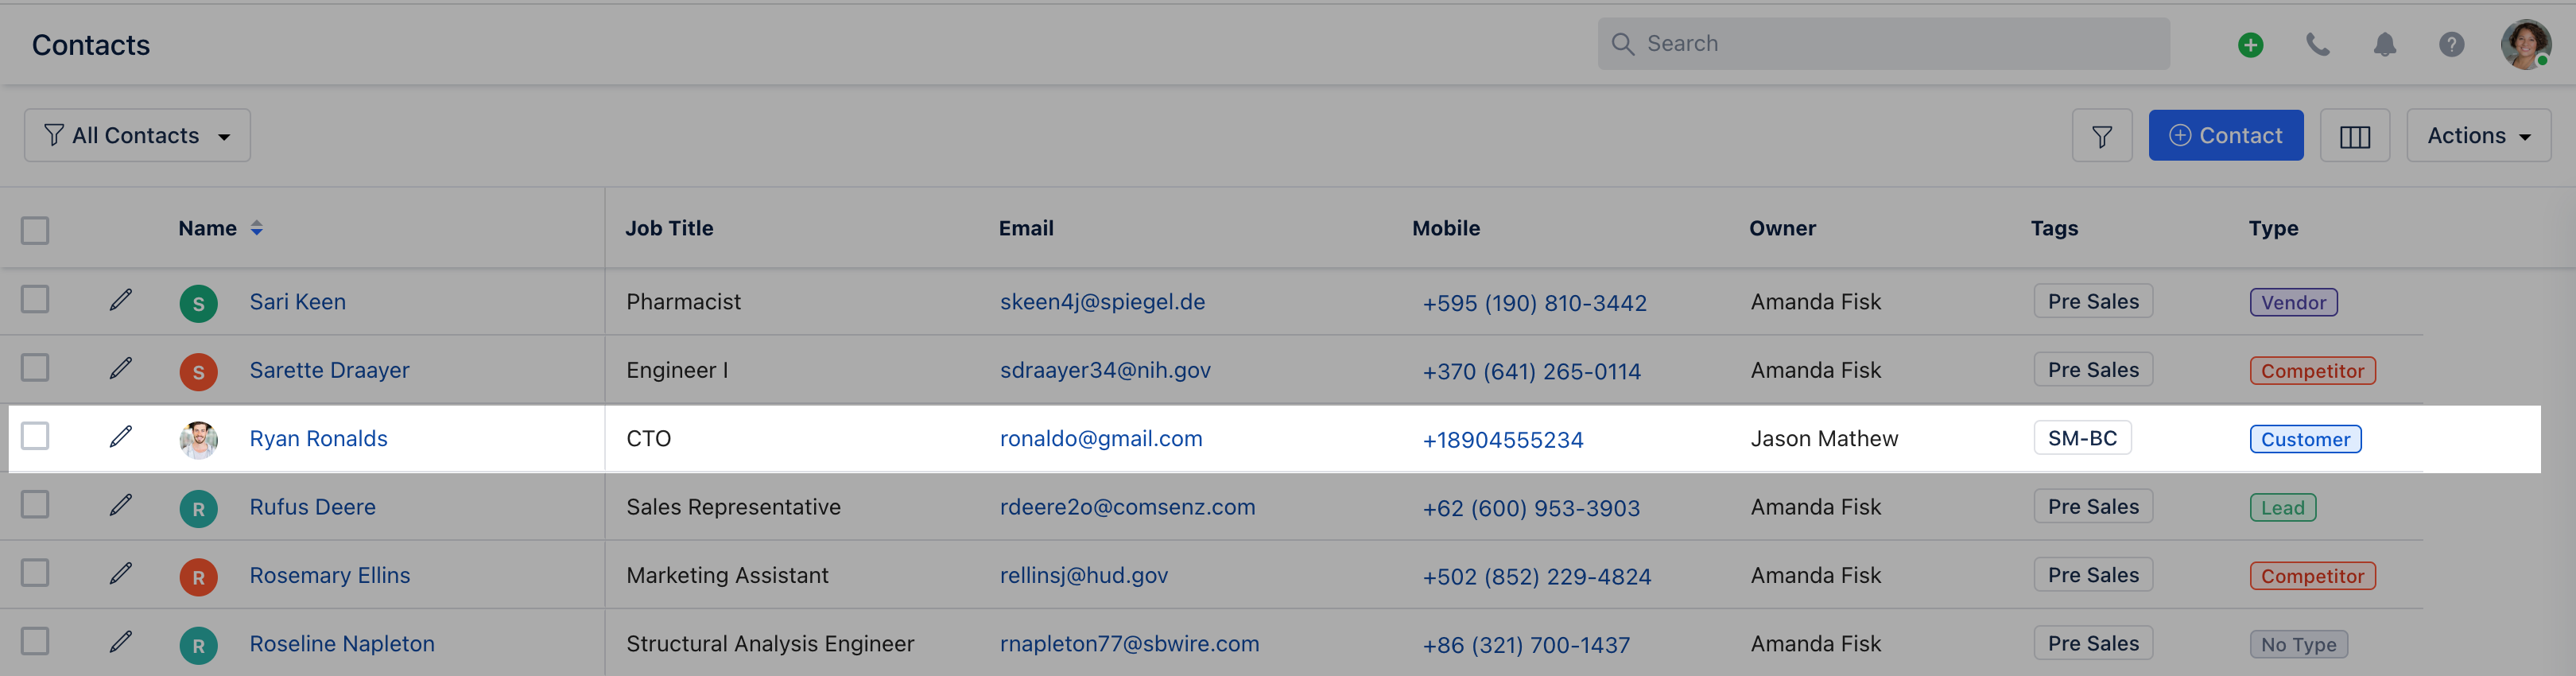 Contacts Search
All Contacts Contact Actions
Name Job Title Email Mobile Owner Tags Type
S Sari Keen Pharmacist skeen4j@spiegel.de +595 (190) 810-3442 Amanda Fisk Pre Sales Vendor
S Sarette Draayer Engineer I sdraayer34@nih.gov +370 (641) 265-0114 Amanda Fisk Pre Sales Competitor
Ryan Ronalds CTO ronaldo@gmail.com +18904555234 Jason Mathew SM-BC Customer
R Rufus Deere Sales Representative rdeere2o@comsenz.com +62 (600) 953-3903 Amanda Fisk Pre Sales Lead
R Rosemary Ellins Marketing Assistant rellinsj@hud.gov +502 (852) 229-4824 Amanda Fisk Pre Sales Competitor
R Roseline Napleton Structural Analysis Engineer rnapleton77@sbwire.com +86 (321) 700-1437 Amanda Fisk Pre Sales No Type